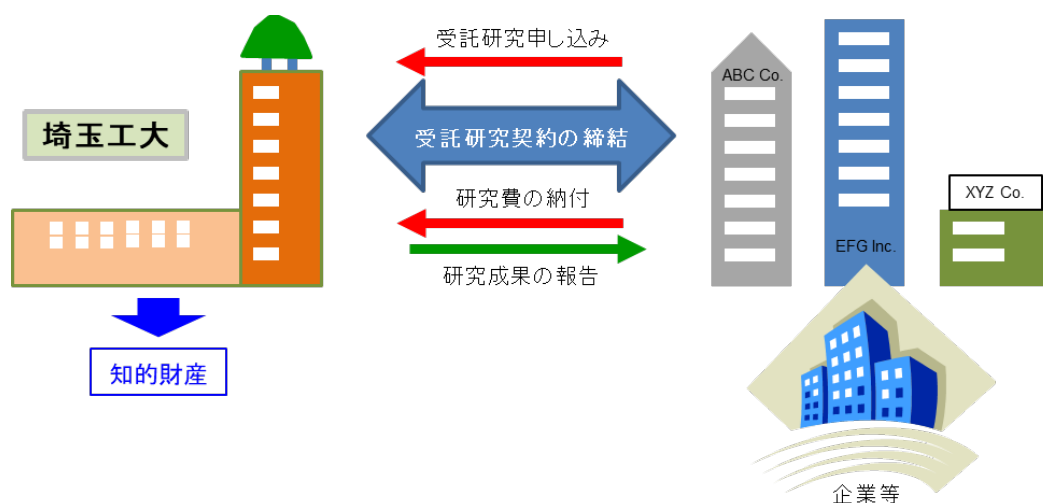 受託研究申し込み
ABC Co.
埼玉工大
受託研究契約の締結
研究費の納付
XYZ Co.
EFG Inc.
研究成果の報告
知的財産
企業等